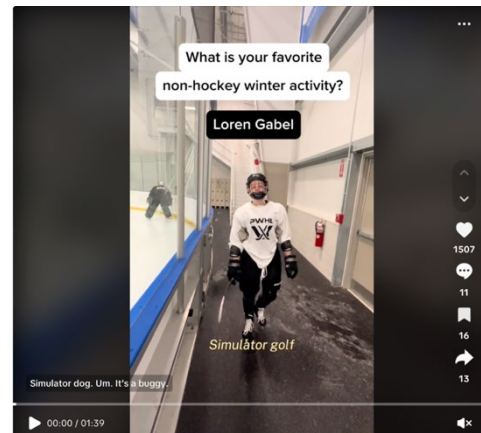 What is your favorite
non-hockey winter activity?
Loren Gabel
PWHL
1507
11
16
13
Simulator golf
Simulator dog. Um. It's a buggy.
00:00 / 01:39